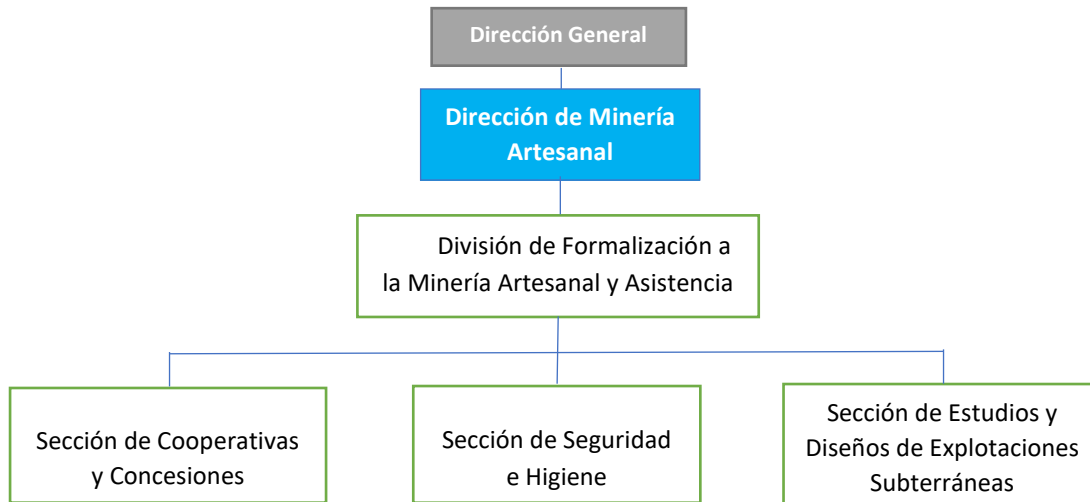 Dirección General
Dirección de Minería
Artesanal
División de Formalización a
la Minería Artesanal y Asistencia
Sección de Cooperativas
y Concesiones
Sección de Seguridad
e Higiene
Sección de Estudios y
Diseños de Explotaciones
Subterráneas